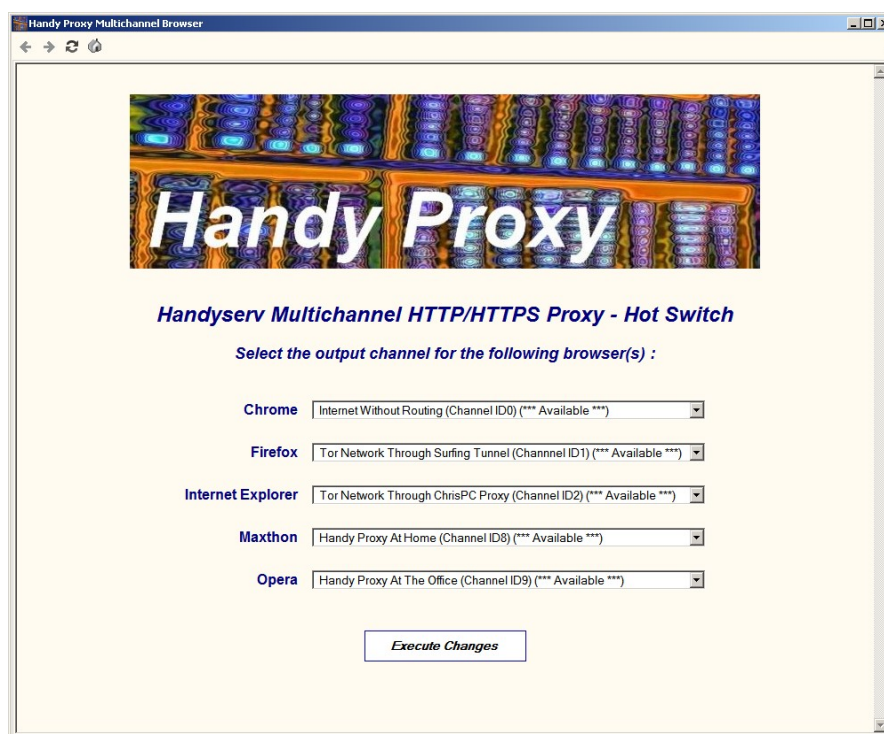 Handy Proxy Multichannel Browser
Handy Proxy
Handyserv Multichannel HTTP/HTTPS Proxy - Hot Switch
Select the output channel for the following browser(s) :
Chrome Internet Without Routing (Channel ID0) (*** Available ***)
Firefox Tor Network Through Surfing Tunnel (Channnel ID1) (*** Available ***)
Internet Explorer Tor Network Through ChrisPC Proxy (Channel ID2) (*** Available ***)
Maxthon Handy Proxy At Home (Channel ID8) (*** Available ***)
Opera Handy Proxy At The Office (Channel ID9) (*** Available ***)
Execute Changes